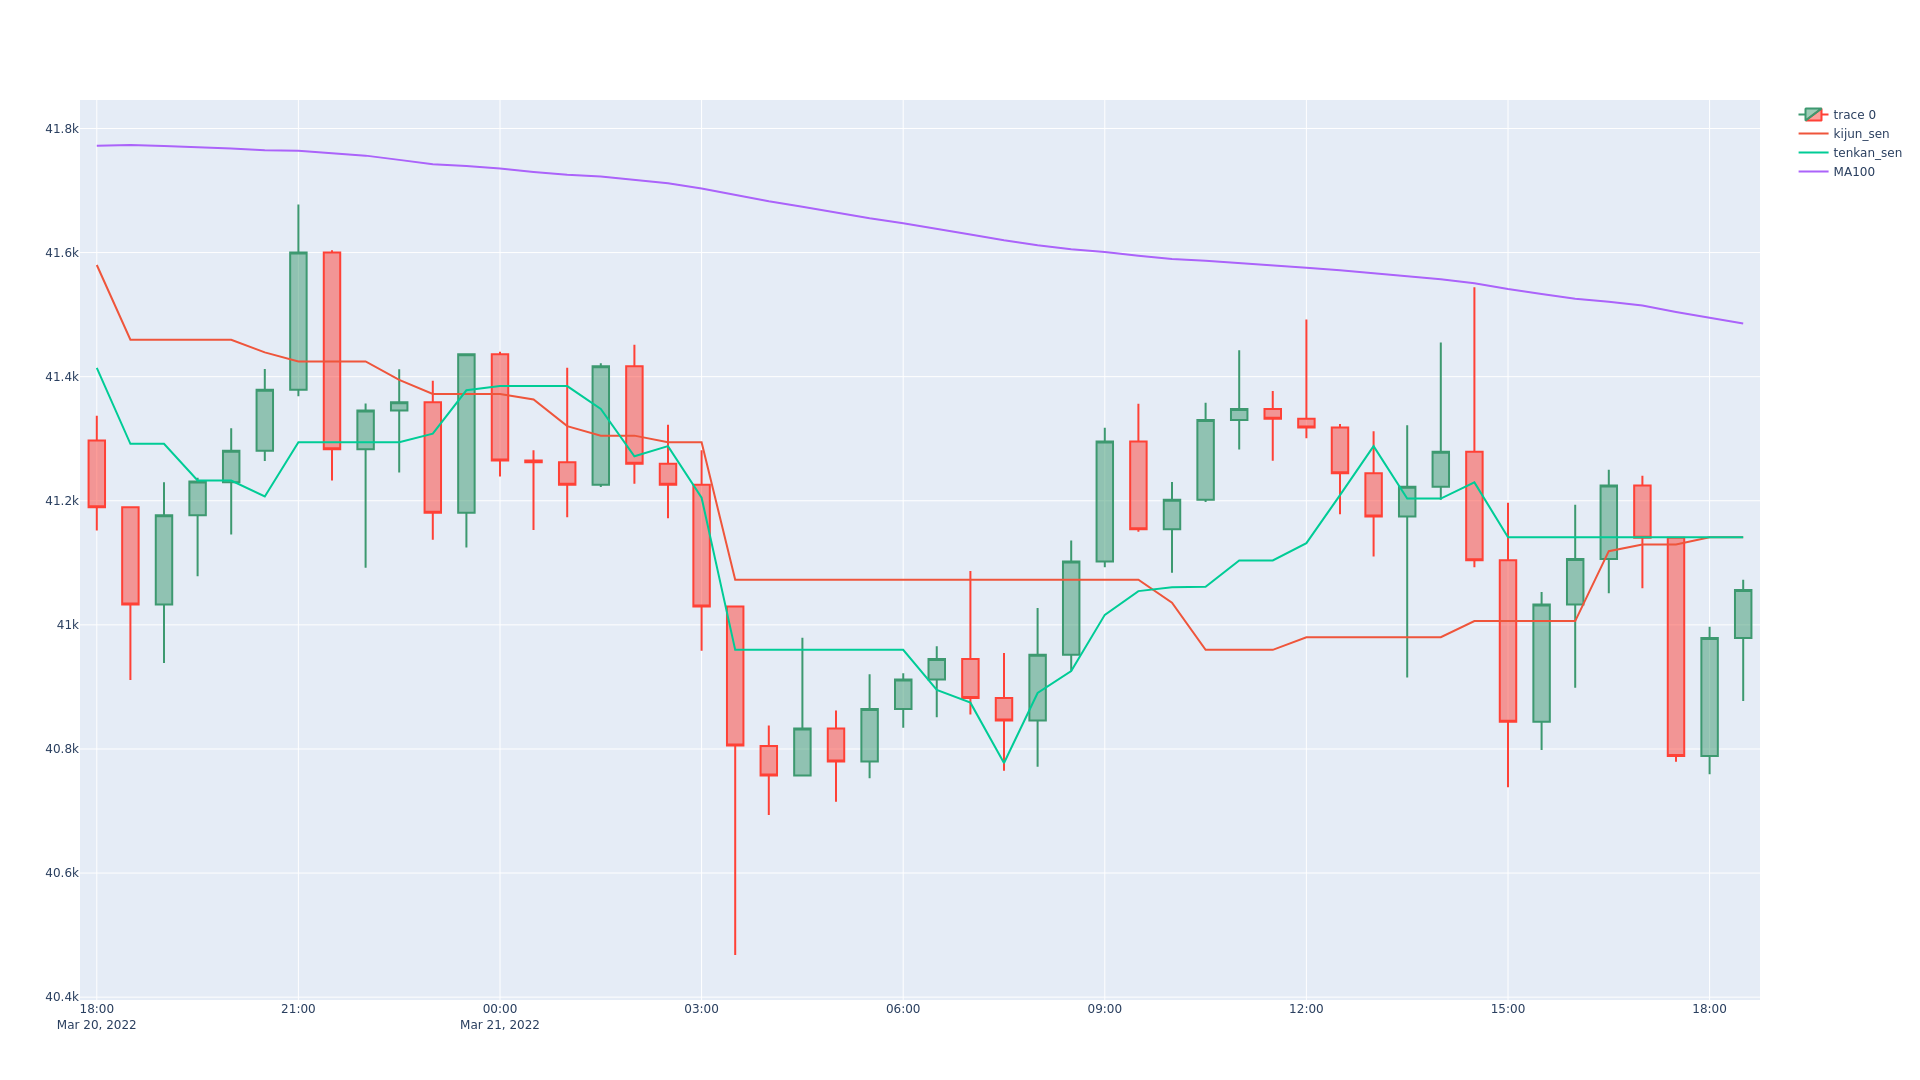 41.8k
41.6k
41.4k
41.2k
41k
40.8k
40.6k
40.4k
18:00 21:00 00:00 03:00 06:00 09:00 12:00 15:00 18:00
Mar 20, 2022 Mar 21, 2022
trace 0
kijun_sen
tenkan_sen
MA100